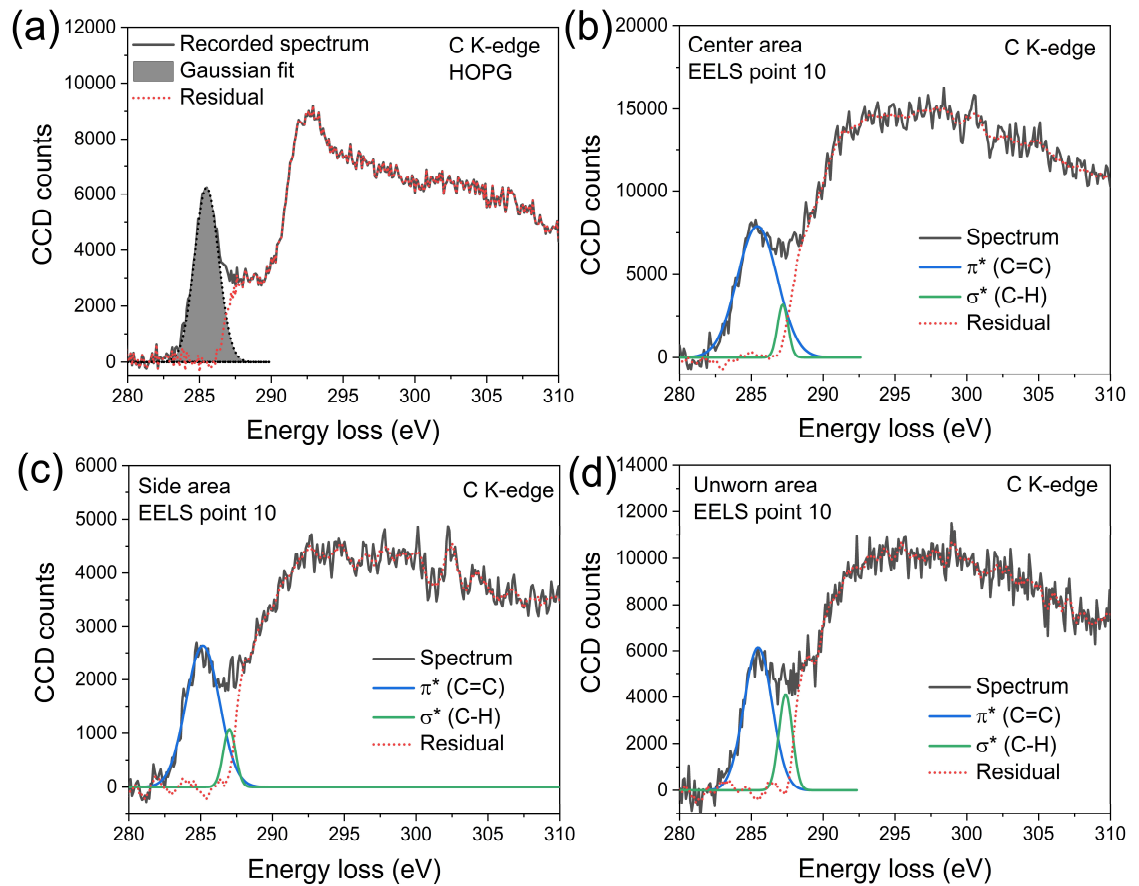 (a)
Recorded spectrum
Gaussian fit
Residual
C K-edge
HOPG
12000
10000
8000
6000
4000
2000
0
CCD counts
280 285 290 295 300 305 310
Energy loss (eV)
(b)
Center area
EELS point 10
C K-edge
20000
15000
10000
5000
0
CCD counts
Spectrum
π* (C=C)
σ* (C-H)
Residual
280 285 290 295 300 305 310
Energy loss (eV)
(c)
Side area
EELS point 10
C K-edge
6000
5000
4000
3000
2000
1000
0
CCD counts
Spectrum
π* (C=C)
σ* (C-H)
Residual
280 285 290 295 300 305 310
Energy loss (eV)
(d)
Unworn area
EELS point 10
C K-edge
14000
12000
10000
8000
6000
4000
2000
0
CCD counts
Spectrum
π* (C=C)
σ* (C-H)
Residual
280 285 290 295 300 305 310
Energy loss (eV)